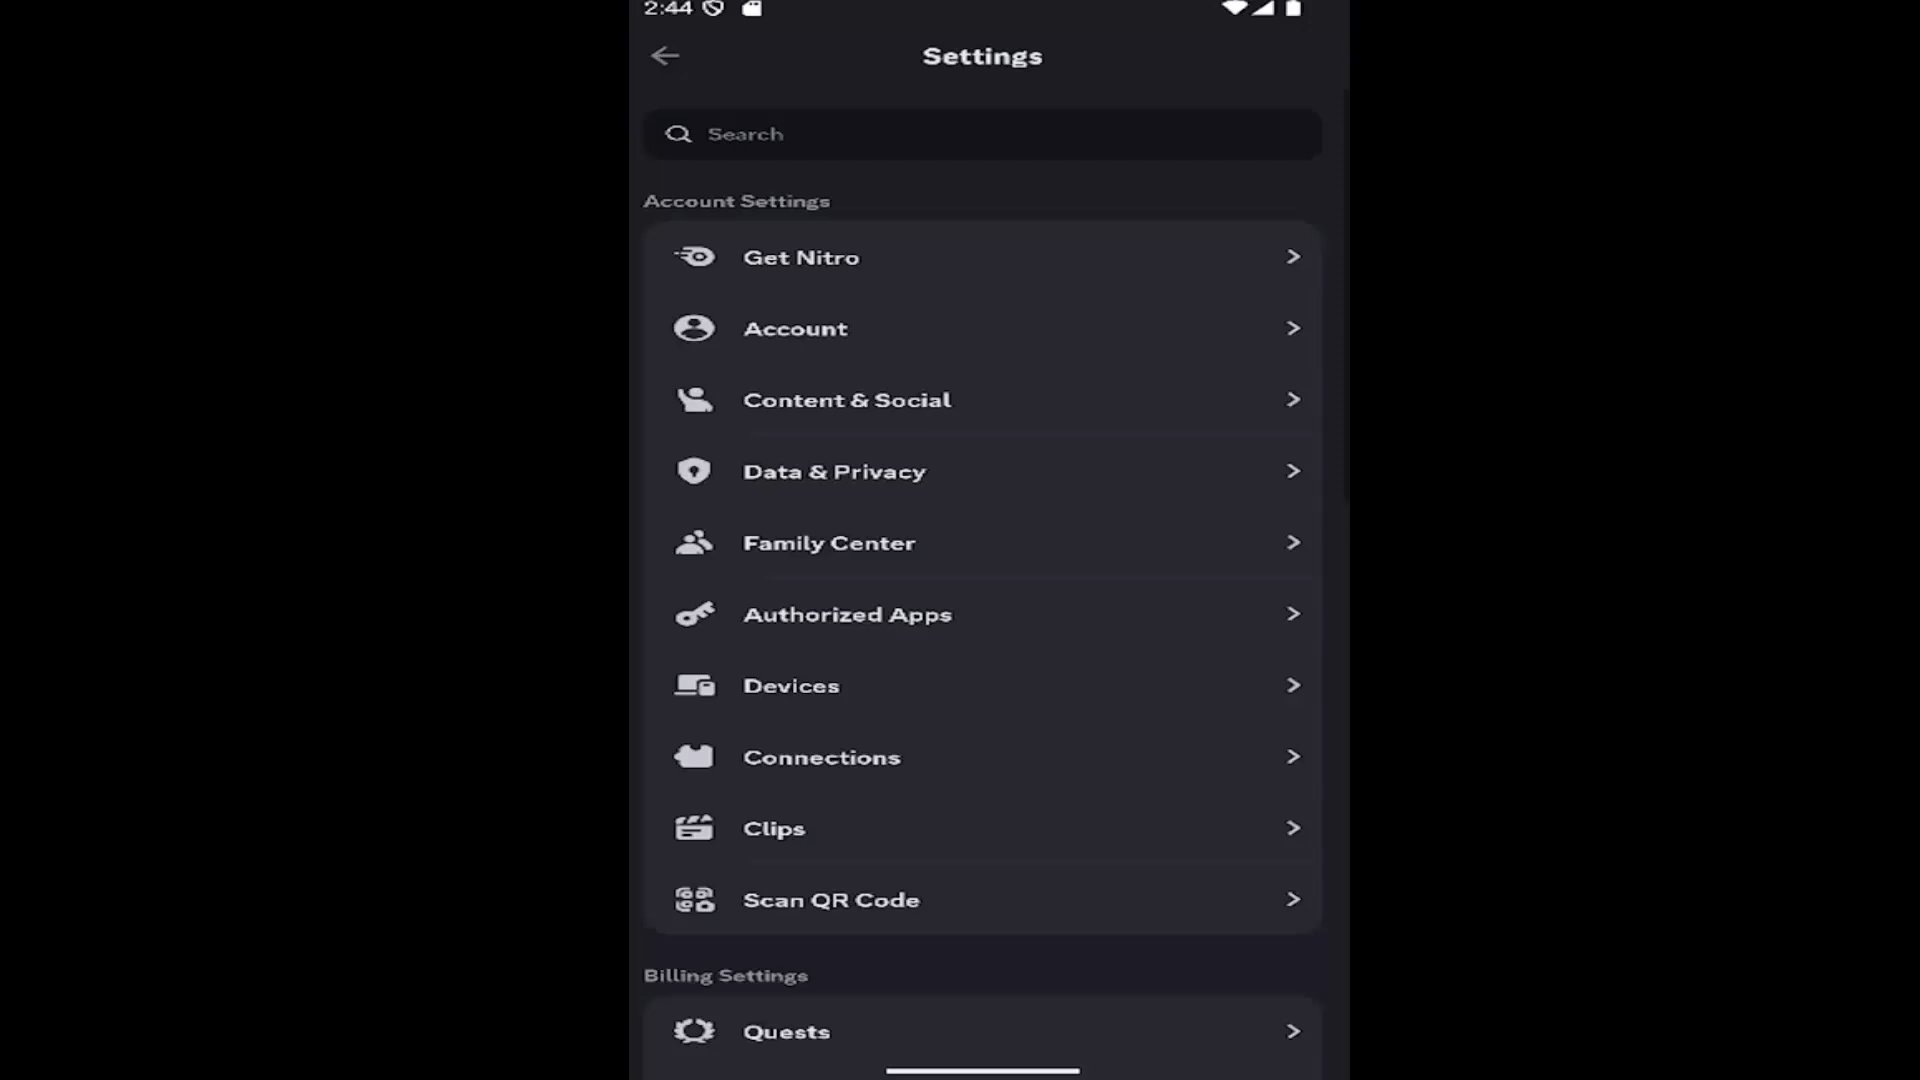 2:44
Settings
Search
Account Settings
Get Nitro
Account
Content & Social
Data & Privacy
Family Center
Authorized Apps
Devices
Connections
Clips
Scan QR Code
Billing Settings
Quests